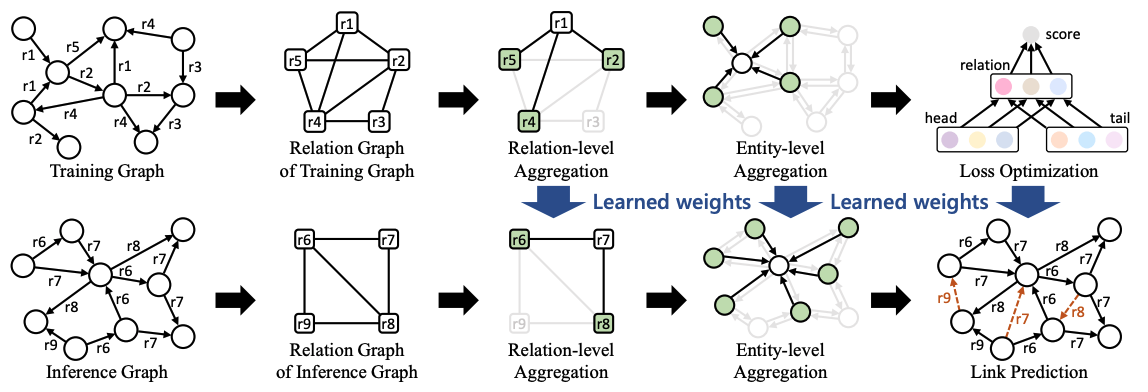 r1
r5
r4
r1
r2
r1
r3
r4
r2
r4
r3
r2
Training Graph
r1
r5
r2
r4
r3
Relation Graph
of Training Graph
r1
r5
r2
r4
r3
Relation-level
Aggregation
Entity-level
Aggregation
score
relation
head
tail
Loss Optimization
Learned weights
Learned weights
r6
r7
r8
r7
r6
r7
r8
r6
r7
r9
r6
r7
Inference Graph
r6
r7
r9
r8
Relation Graph
of Inference Graph
r6
r7
r9
r8
Relation-level
Aggregation
Entity-level
Aggregation
r6
r7
r8
r7
r6
r7
r9
r8
r7
r6
r8
r7
r9
r6
r7
Link Prediction